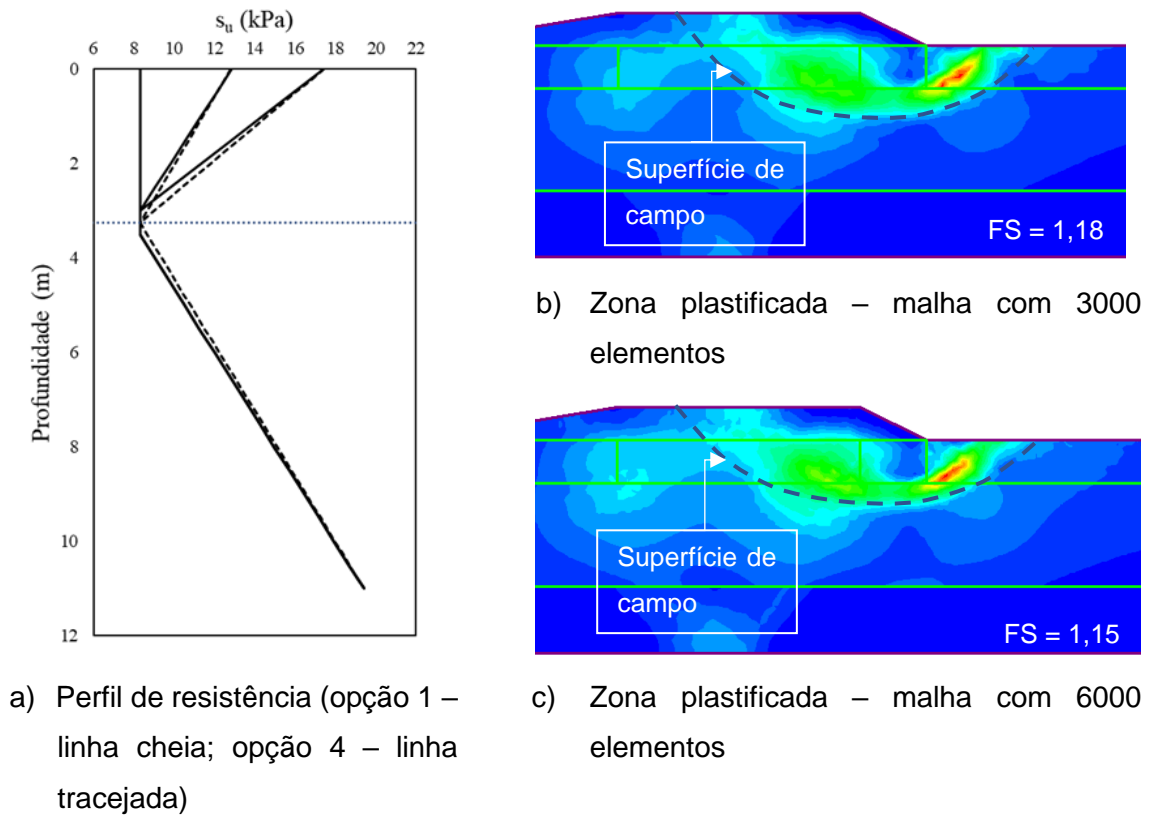 s_u (kPa)
6 8 10 12 14 16 18 20 22
0
2
4
6
8
10
12
Profundidade (m)
a) Perfil de resistência (opção 1 –
linha cheia; opção 4 – linha
tracejada)
Superfície de
campo
FS = 1,18
b) Zona plastificada – malha com 3000
elementos
Superfície de
campo
FS = 1,15
c) Zona plastificada – malha com 6000
elementos